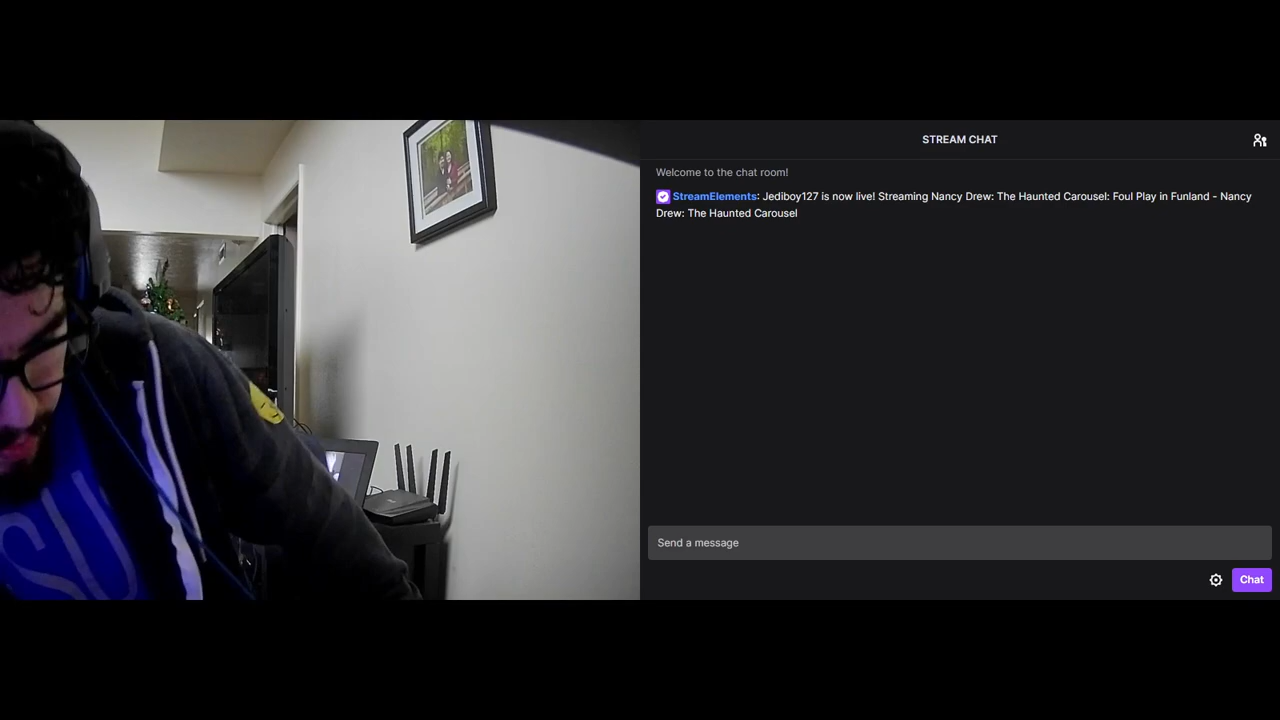 STREAM CHAT
Welcome to the chat room!
StreamElements: Jediboy127 is now live! Streaming Nancy Drew: The Haunted Carousel: Foul Play in Funland - Nancy
Drew: The Haunted Carousel
SU
Send a message
Chat